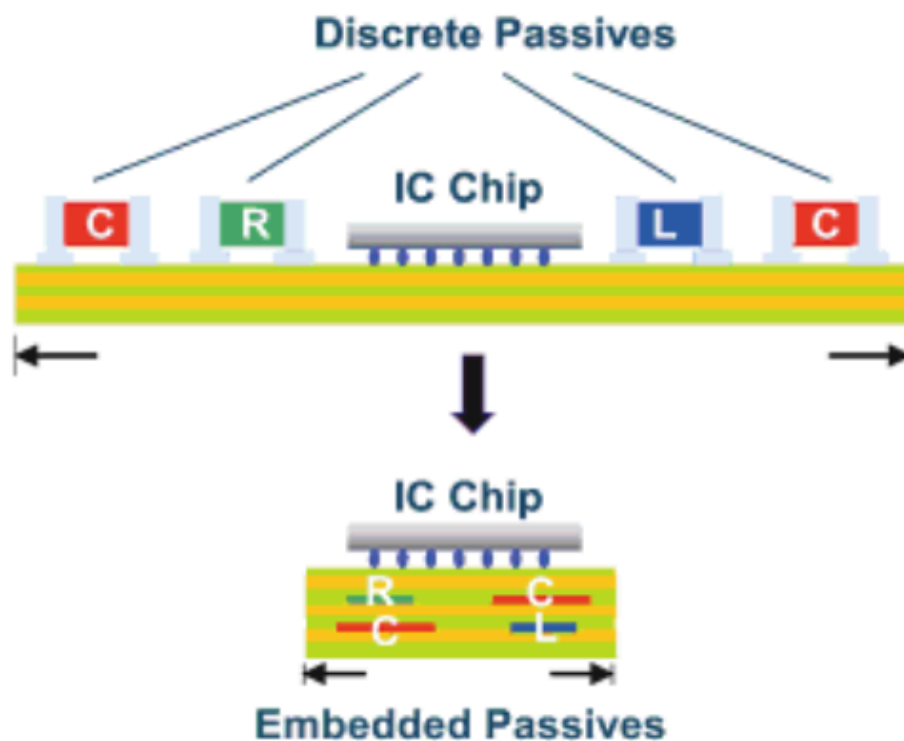 Discrete Passives
IC Chip
C R L C
IC Chip
R C
C L
Embedded Passives